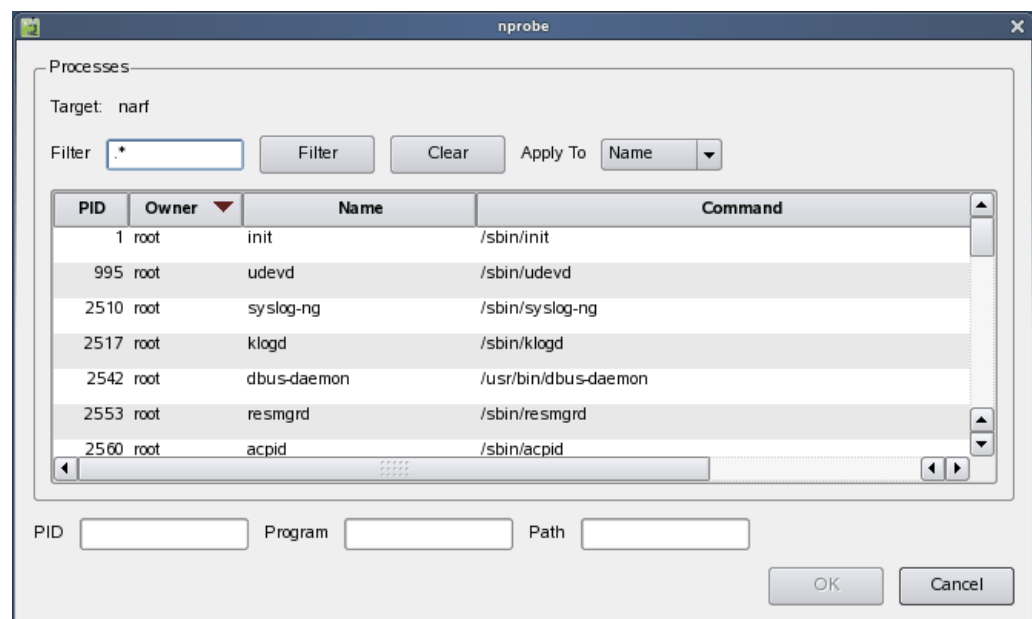 nprobe
Processes
Target: narf
Filter .* Filter Clear Apply To Name
PID Owner Name Command
1 root init /sbin/init
995 root udevd /sbin/udevd
2510 root syslog-ng /sbin/syslog-ng
2517 root klogd /sbin/klogd
2542 root dbus-daemon /usr/bin/dbus-daemon
2553 root resmgrd /sbin/resmgrd
2560 root acpid /sbin/acpid
PID Program Path
OK Cancel